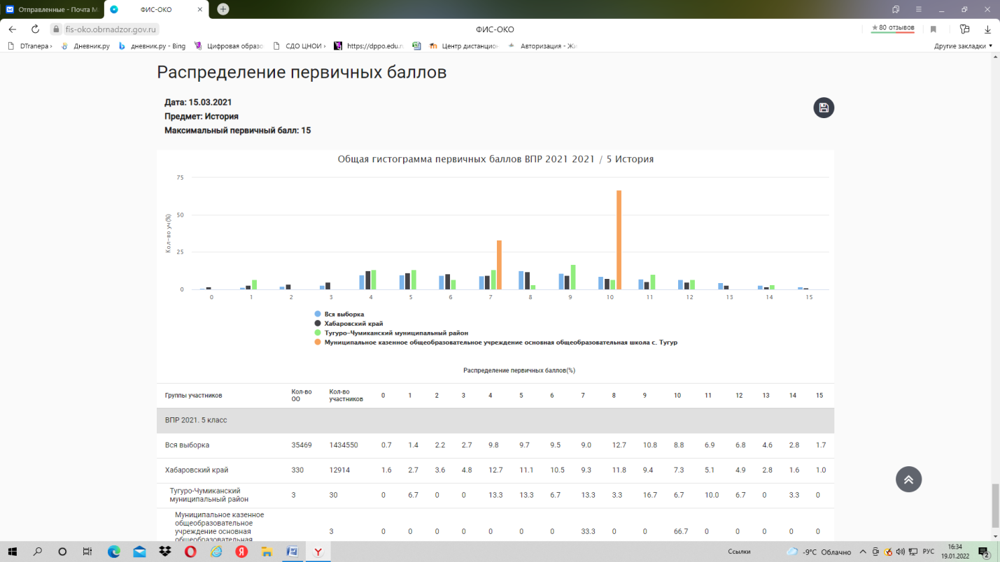 Отправленные - Почта M
ФИС-ОКО
fis-oko.obrnadzor.gov.ru
ФИС-ОКО
★ 80 отзывов
DTraпера ›
Дневник.ру
дневник.ру - Bing
Цифровая образо
СДО ЦНОИ ›
https://dppo.edu.ru
Центр дистанцион
Авторизация - Жи
Другие закладки
Распределение первичных баллов
Дата: 15.03.2021
Предмет: История
Максимальный первичный балл: 15
Общая гистограмма первичных баллов ВПР 2021 2021 / 5 История
Кол-во уч(%)
75
50
25
0
0 1 2 3 4 5 6 7 8 9 10 11 12 13 14 15
Вся выборка
Хабаровский край
Тугуро-Чумиканский муниципальный район
Муниципальное казенное общеобразовательное учреждение основная общеобразовательная школа с. Тугур
Распределение первичных баллов(%)
Группы участников Кол-во ОО Кол-во участников 0 1 2 3 4 5 6 7 8 9 10 11 12 13 14 15
ВПР 2021. 5 класс
Вся выборка 35469 1434550 0.7 1.4 2.2 2.7 9.8 9.7 9.5 9.0 12.7 10.8 8.8 6.9 6.8 4.6 2.8 1.7
Хабаровский край 330 12914 1.6 2.7 3.6 4.8 12.7 11.1 10.5 9.3 11.8 9.4 7.3 5.1 4.9 2.8 1.6 1.0
Тугуро-Чумиканский
муниципальный район 3 30 0 6.7 0 0 13.3 13.3 6.7 13.3 3.3 16.7 6.7 10.0 6.7 0 3.3 0
Муниципальное казенное
общеобразовательное
учреждение основная 3 0 0 0 0 0 0 0 33.3 0 0 66.7 0 0 0 0 0
общеобразовательная
Ссылки
-9°C Облачно
РУС
16:34
19.01.2022
2